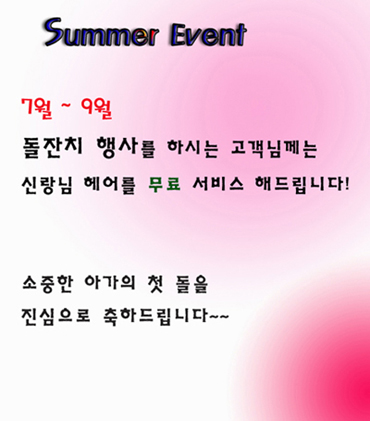 Summer Event
7월 ~ 9월
돌잔치 행사를 하시는 고객님께는
신랑님 헤어를 무료 서비스 해드립니다!
소중한 아가의 첫 돌을
진심으로 축하드립니다~~